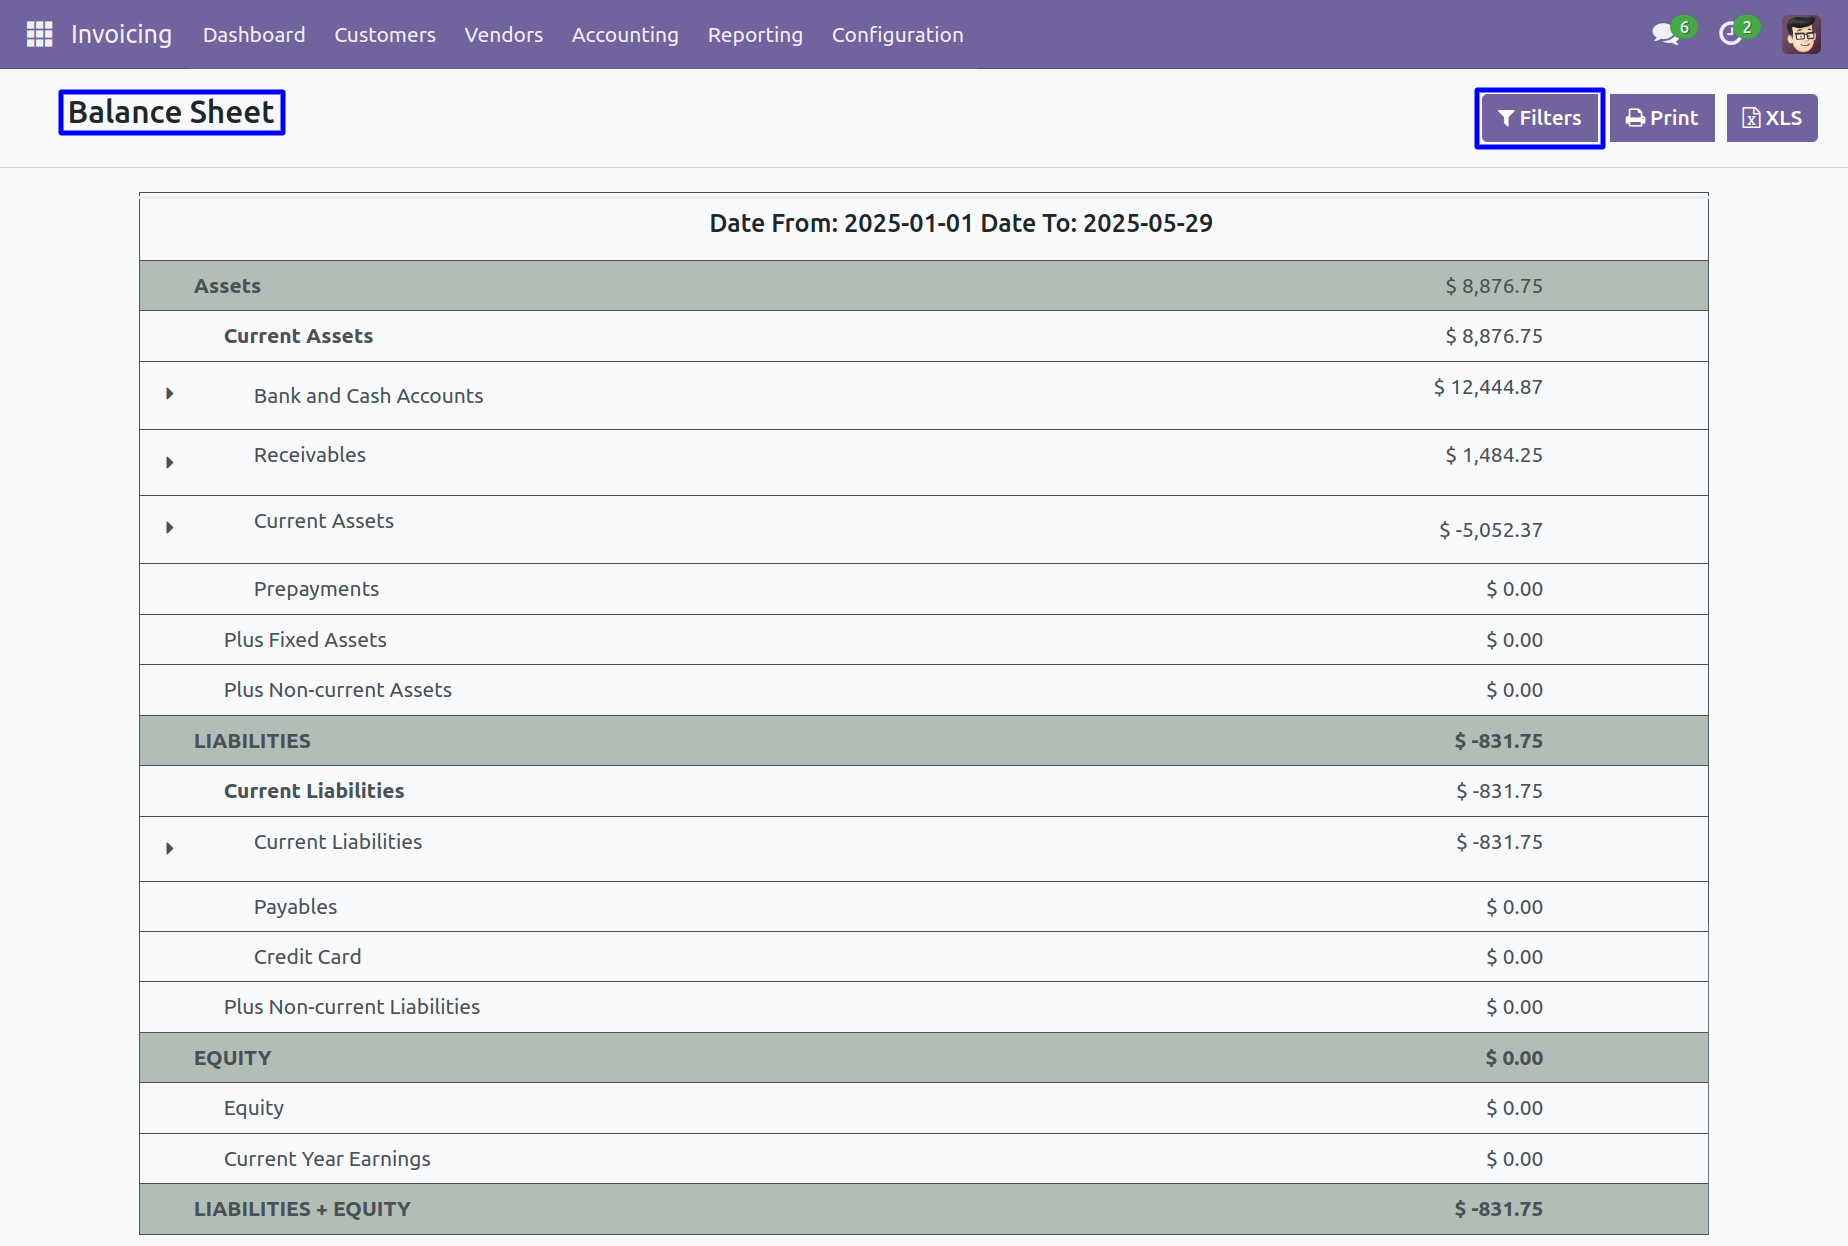 Invoicing Dashboard Customers Vendors Accounting Reporting Configuration 6 2
Balance Sheet Filters Print XLS
Date From: 2025-01-01 Date To: 2025-05-29
Assets $ 8,876.75
Current Assets $ 8,876.75
Bank and Cash Accounts $ 12,444.87
Receivables $ 1,484.25
Current Assets $ -5,052.37
Prepayments $ 0.00
Plus Fixed Assets $ 0.00
Plus Non-current Assets $ 0.00
LIABILITIES $ -831.75
Current Liabilities $ -831.75
Current Liabilities $ -831.75
Payables $ 0.00
Credit Card $ 0.00
Plus Non-current Liabilities $ 0.00
EQUITY $ 0.00
Equity $ 0.00
Current Year Earnings $ 0.00
LIABILITIES + EQUITY $ -831.75